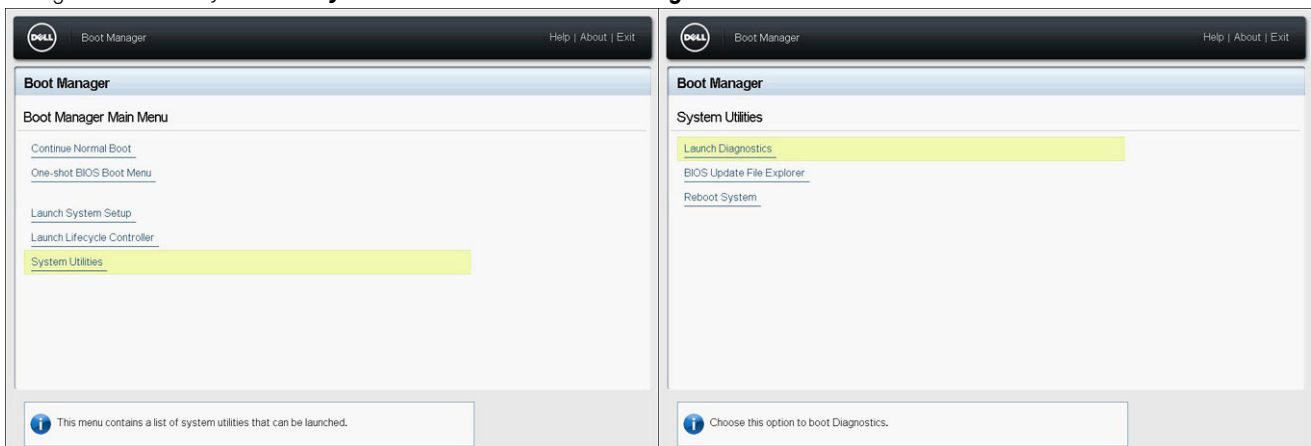 DELL Boot Manager Help | About | Exit
Boot Manager
Boot Manager Main Menu
Continue Normal Boot
One-shot BIOS Boot Menu
Launch System Setup
Launch Lifecycle Controller
System Utilities
This menu contains a list of system utilities that can be launched.
DELL Boot Manager Help | About | Exit
Boot Manager
System Utilities
Launch Diagnostics
BIOS Update File Explorer
Reboot System
Choose this option to boot Diagnostics.